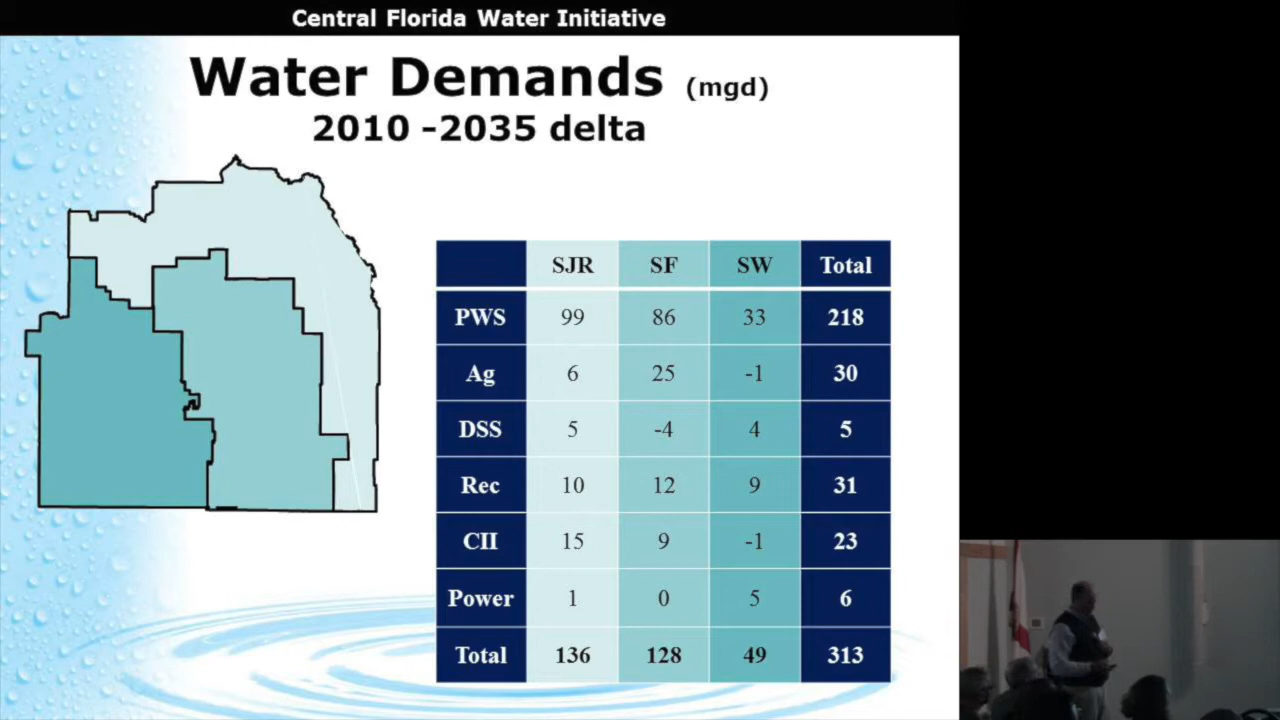 Central Florida Water Initiative
Water Demands (mgd)
2010 -2035 delta
SJR SF SW Total
PWS 99 86 33 218
Ag 6 25 -1 30
DSS 5 -4 4 5
Rec 10 12 9 31
CII 15 9 -1 23
Power 1 0 5 6
Total 136 128 49 313